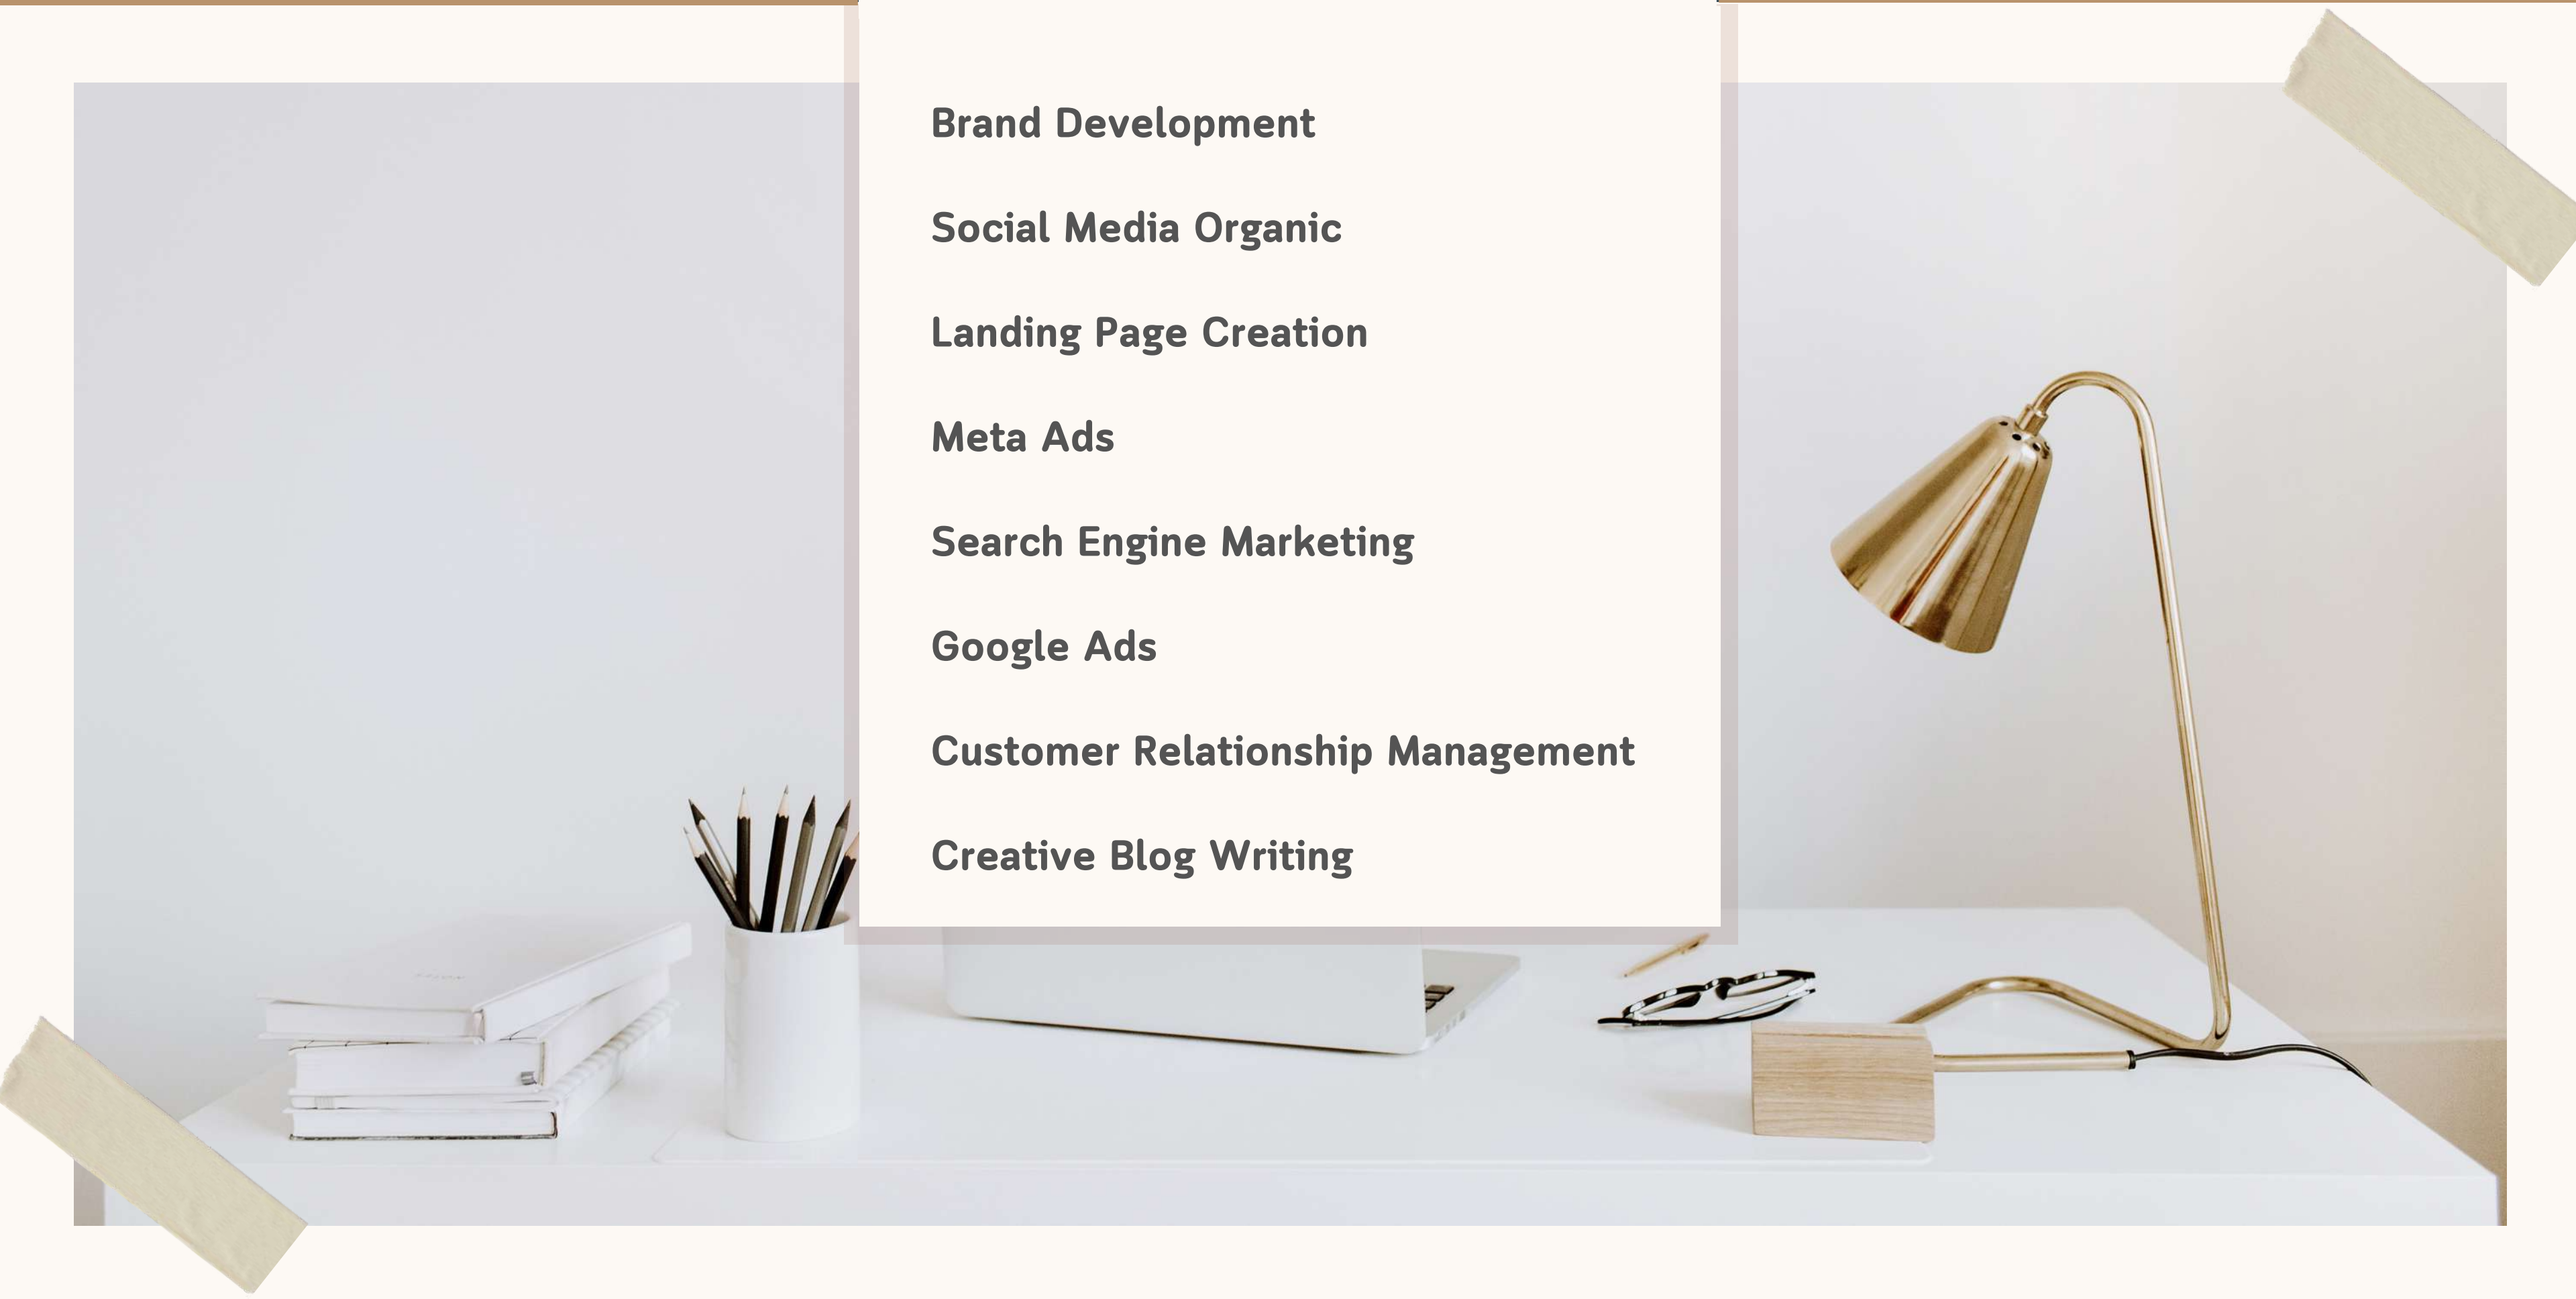 Brand Development
Social Media Organic
Landing Page Creation
Meta Ads
Search Engine Marketing
Google Ads
Customer Relationship Management
Creative Blog Writing